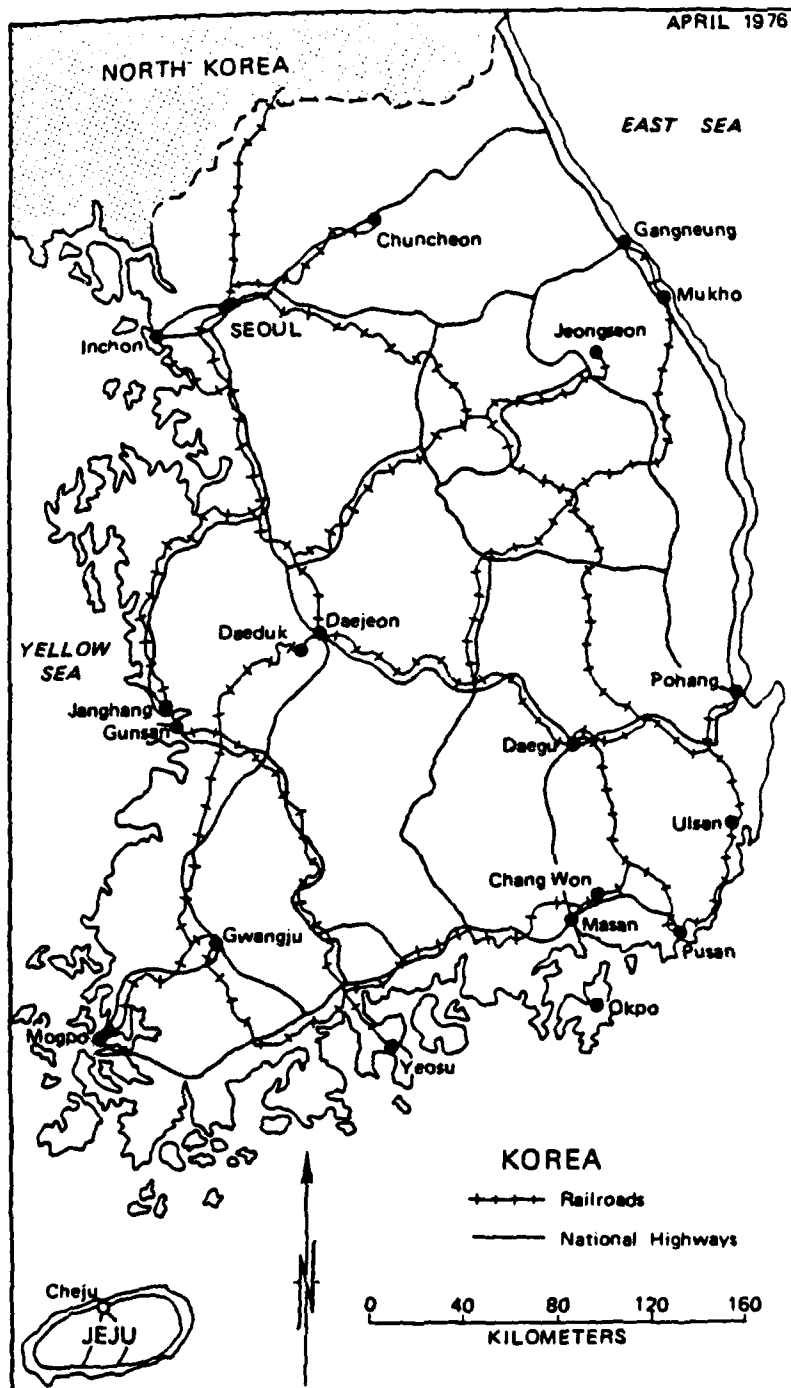 APRIL 1976
NORTH KOREA
EAST SEA
Chuncheon
Gangneung
Mukho
SEOUL
Inchon
Jeongseon
Daeduk
Daejeon
YELLOW
SEA
Pohang
Janghang
Gunsan
Daegu
Ulsan
Chang Won
Masan
Gwangju
Pusan
Okpo
Mogpo
Yeosu
KOREA
Railroads
National Highways
Cheju
JEJU
0 40 80 120 160
KILOMETERS